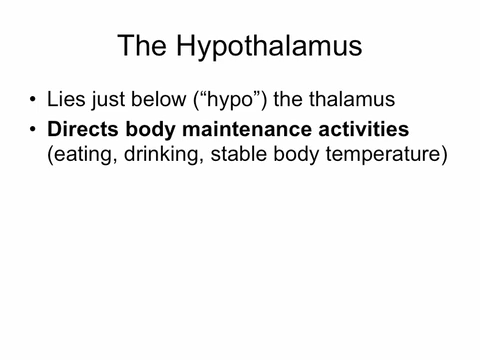 The Hypothalamus
• Lies just below (“hypo”) the thalamus
• Directs body maintenance activities
(eating, drinking, stable body temperature)